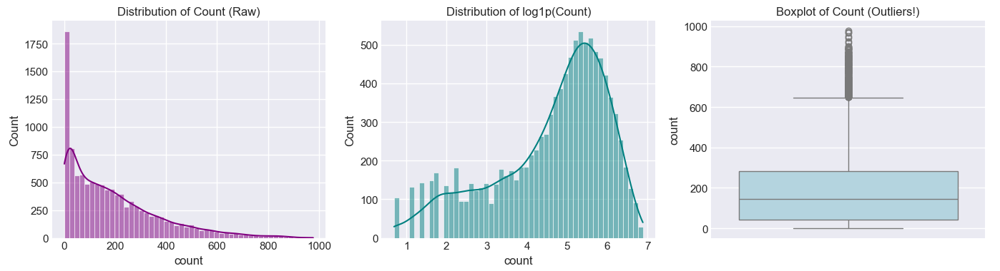 Distribution of Count (Raw)
1750
1500
1250
1000
750
500
250
0
Count
0 200 400 600 800 1000
count
Distribution of log1p(Count)
500
400
300
200
100
0
Count
1 2 3 4 5 6 7
count
Boxplot of Count (Outliers!)
1000
800
600
400
200
0
count